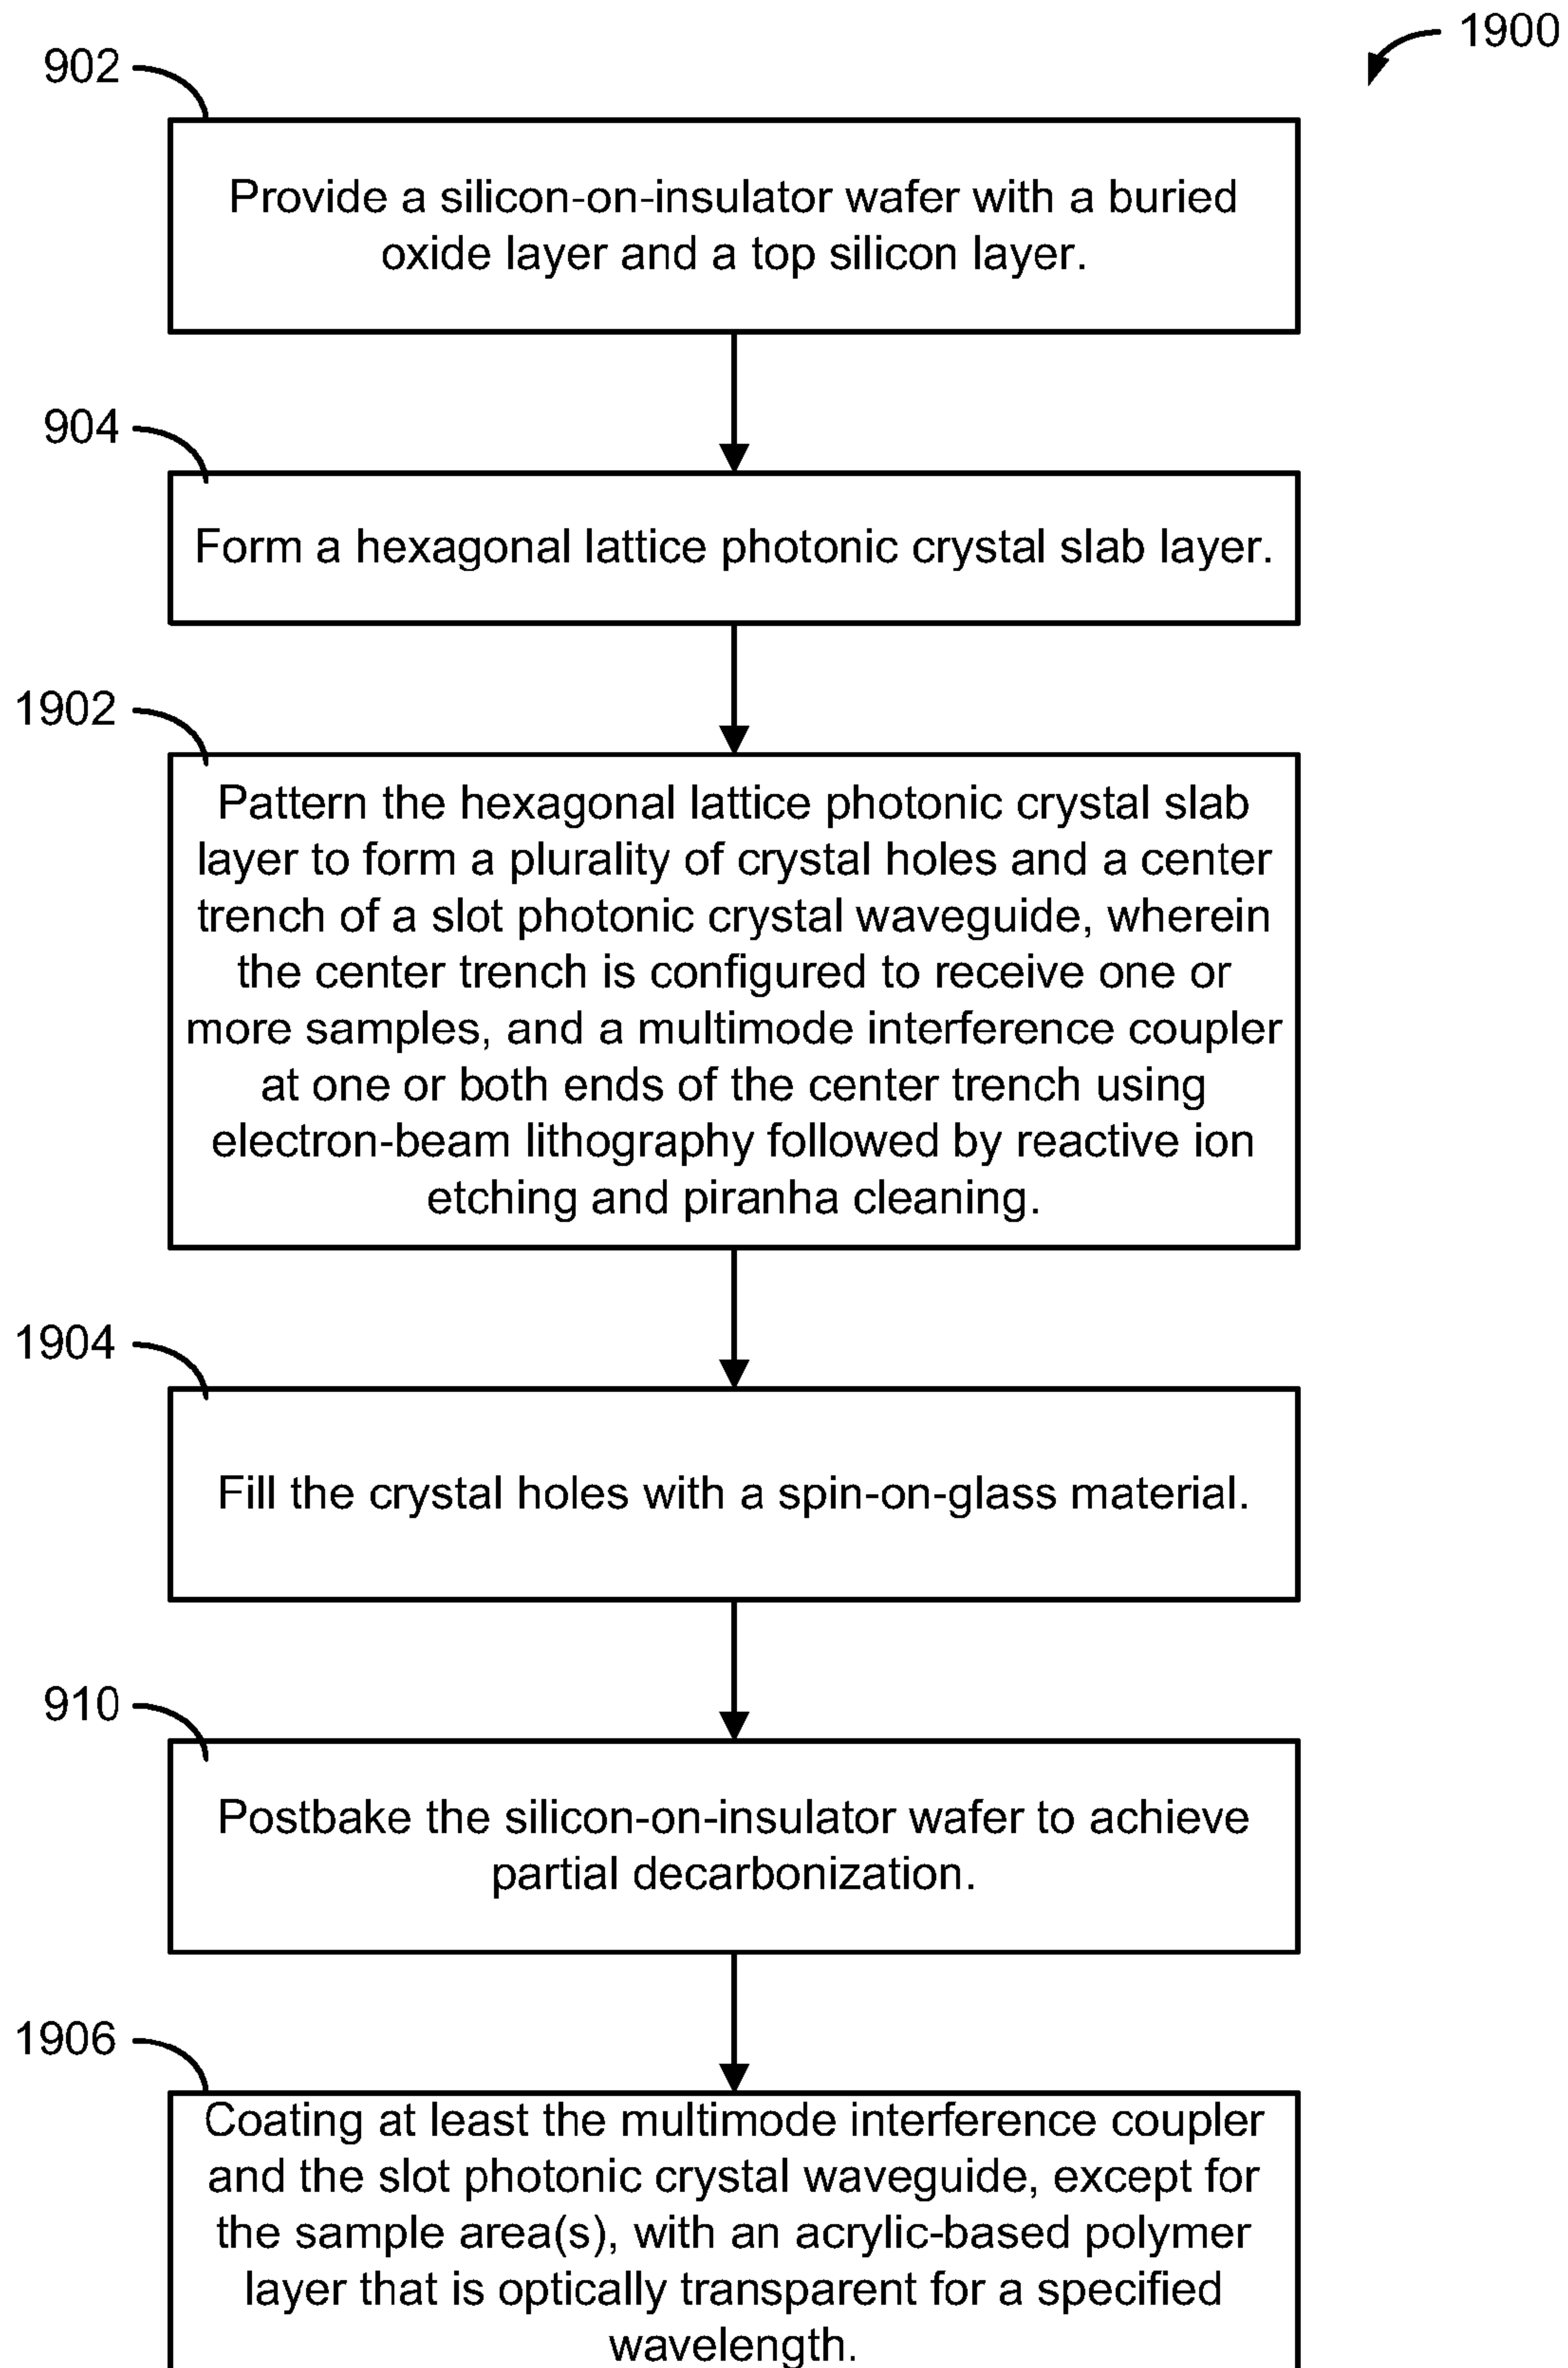 1900
902
Provide a silicon-on-insulator wafer with a buried
oxide layer and a top silicon layer.
904
Form a hexagonal lattice photonic crystal slab layer.
1902
Pattern the hexagonal lattice photonic crystal slab
layer to form a plurality of crystal holes and a center
trench of a slot photonic crystal waveguide, wherein
the center trench is configured to receive one or
more samples, and a multimode interference coupler
at one or both ends of the center trench using
electron-beam lithography followed by reactive ion
etching and piranha cleaning.
1904
Fill the crystal holes with a spin-on-glass material.
910
Postbake the silicon-on-insulator wafer to achieve
partial decarbonization.
1906
Coating at least the multimode interference coupler
and the slot photonic crystal waveguide, except for
the sample area(s), with an acrylic-based polymer
layer that is optically transparent for a specified
wavelength.